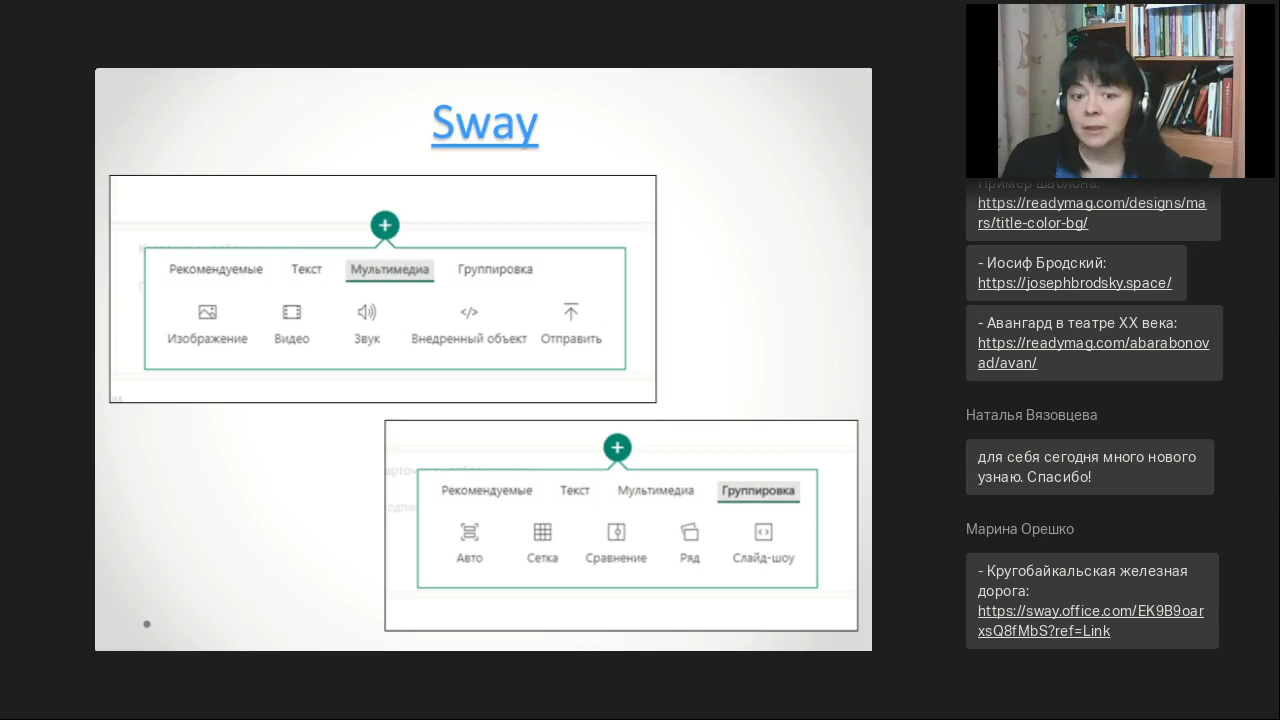 Sway
Рекомендуемые Текст Мультимедиа Группировка
Изображение Видео Звук Внедренный объект Отправить
Рекомендуемые Текст Мультимедиа Группировка
Авто Сетка Сравнение Ряд Слайд-шоу
Пример шаблона:
https://readymag.com/designs/ma
rs/title-color-bg/
- Иосиф Бродский:
https://josephbrodsky.space/
- Авангард в театре XX века:
https://readymag.com/abarabonov
ad/avan/
Наталья Вязовцева
для себя сегодня много нового
узнаю. Спасибо!
Марина Орешко
- Кругобайкальская железная
дорога:
https://sway.office.com/EK9B9oar
xsQ8fMbS?ref=Link